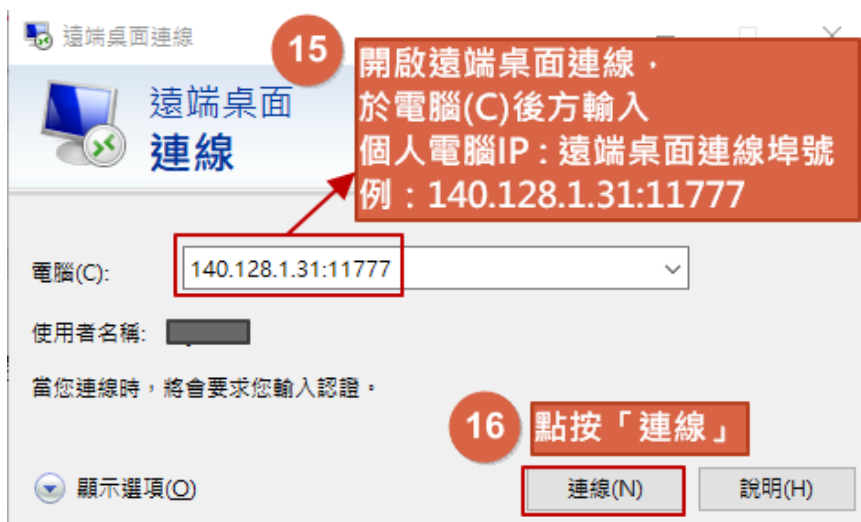 遠端桌面連線
15
開啟遠端桌面連線，
於電腦(C)後方輸入
個人電腦IP：遠端桌面連線埠號
例：140.128.1.31:11777
遠端桌面
連線
電腦(C):
140.128.1.31:11777
使用者名稱:
當您連線時，將會要求您輸入認證。
16
點按「連線」
顯示選項(O)
連線(N)
說明(H)